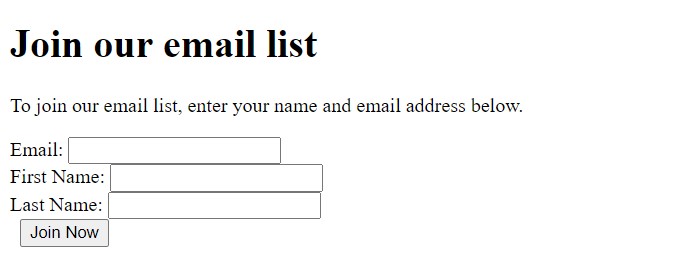 Join our email list
To join our email list, enter your name and email address below.
Email:
First Name:
Last Name:
Join Now